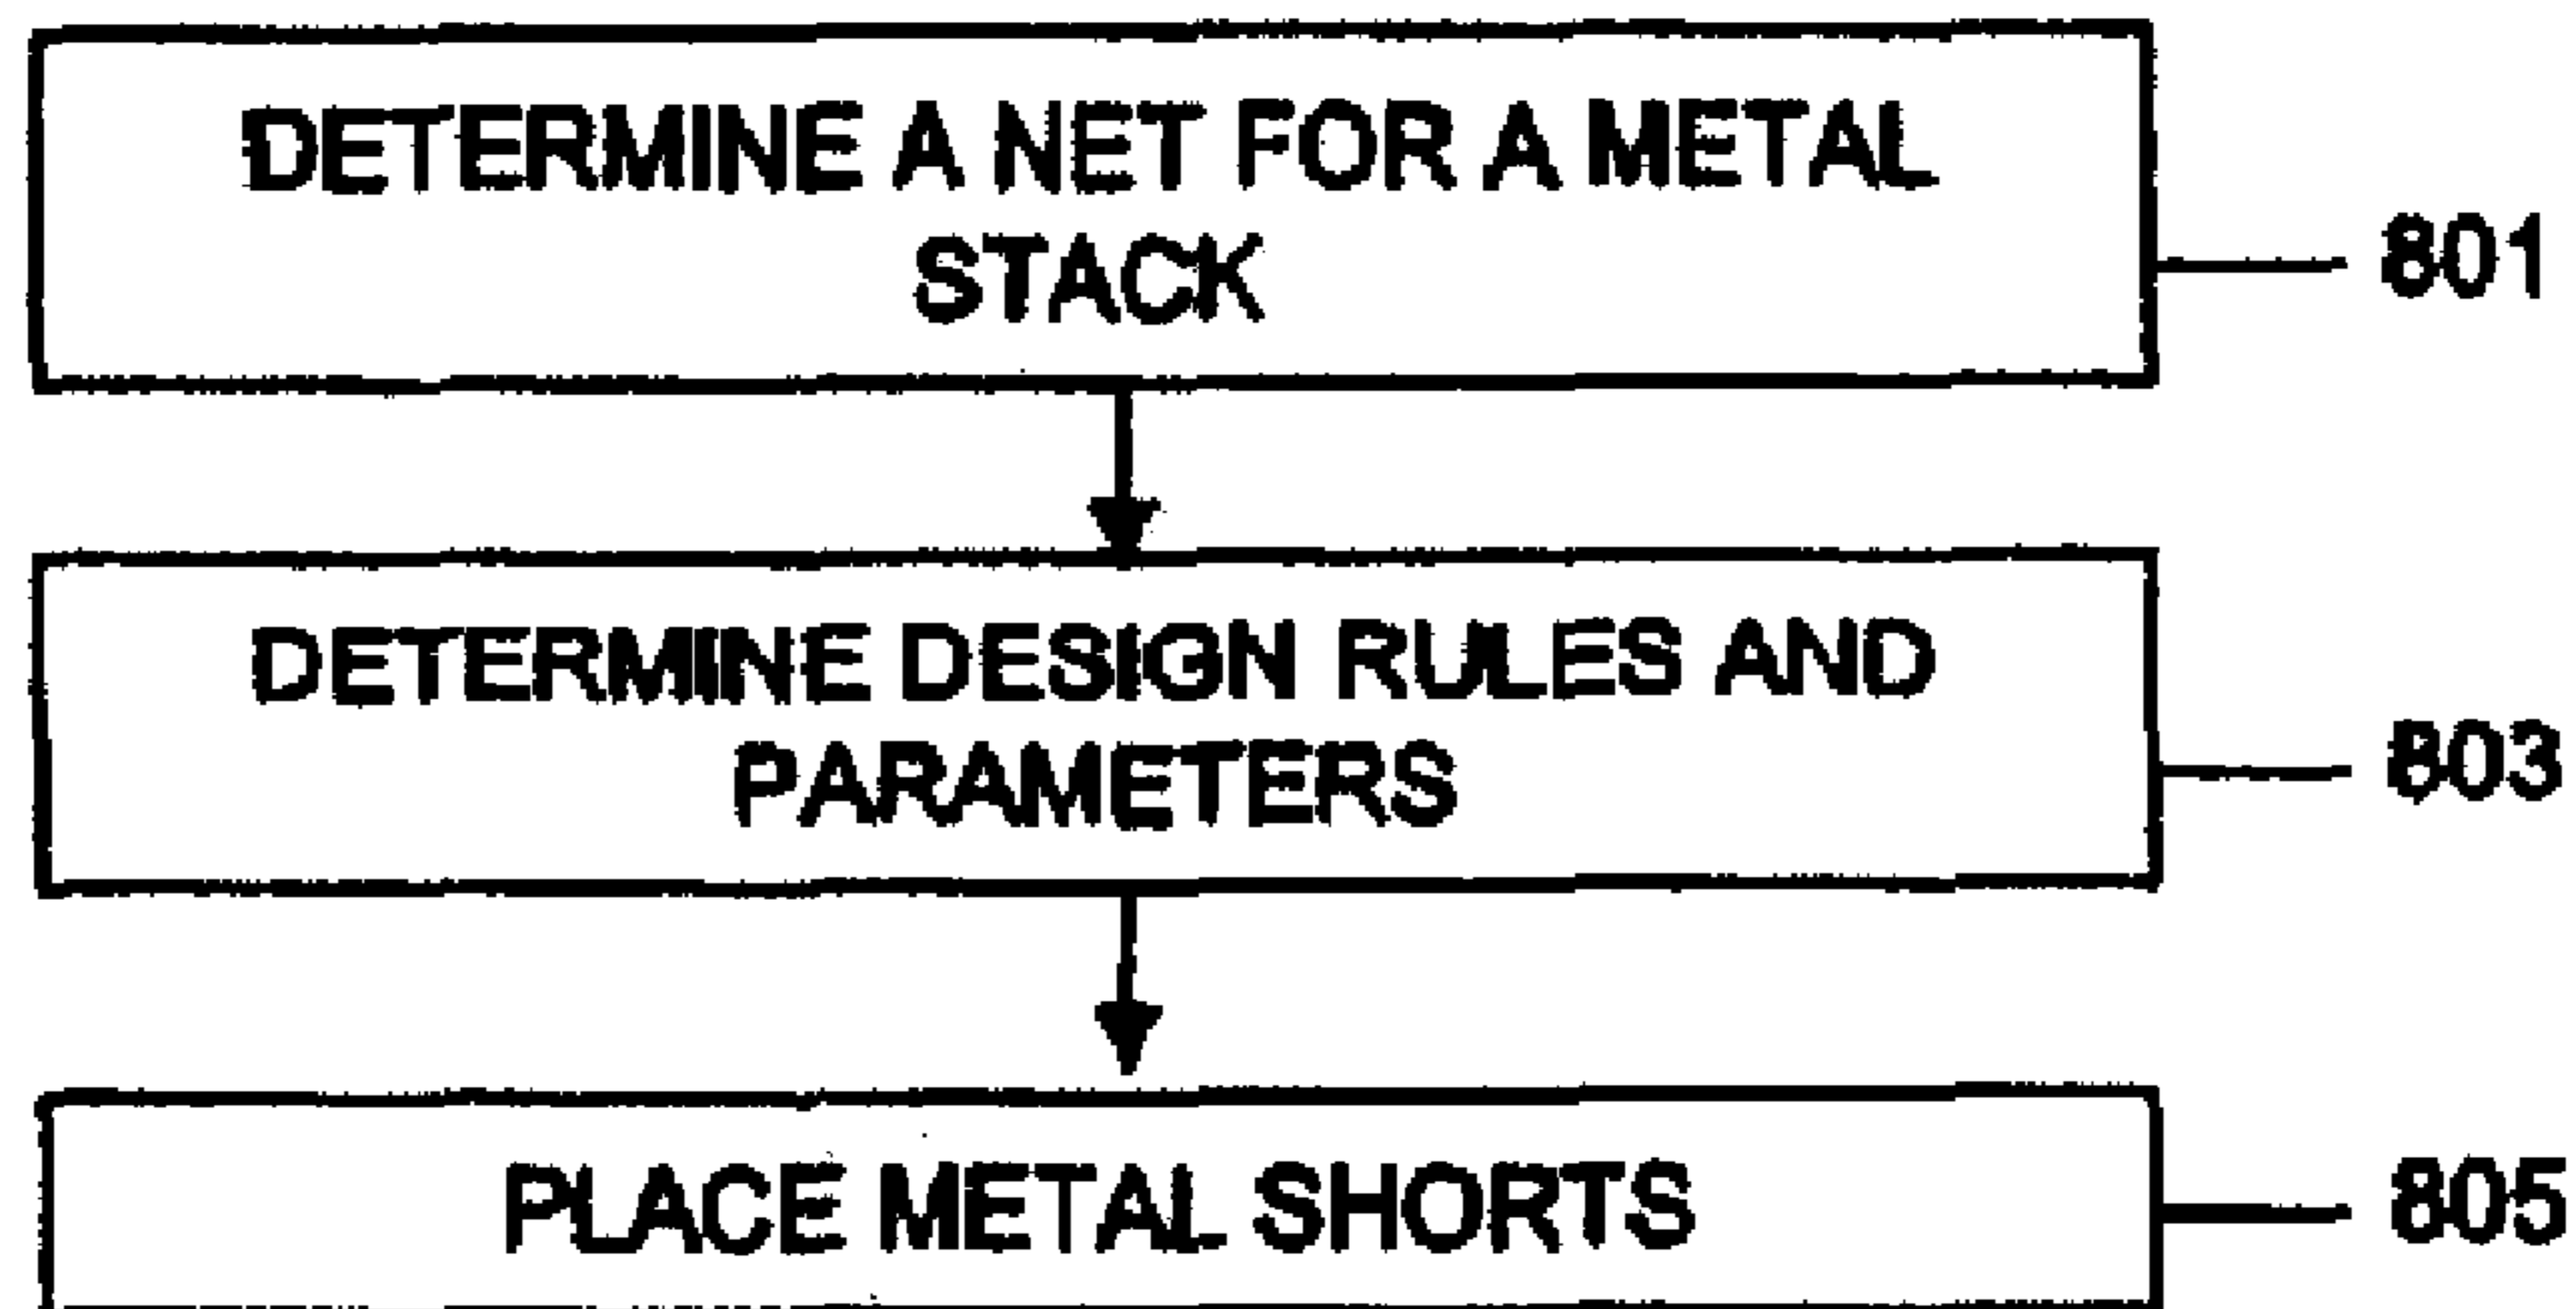 DETERMINE A NET FOR A METAL
STACK
801
DETERMINE DESIGN RULES AND
PARAMETERS
803
PLACE METAL SHORTS
805